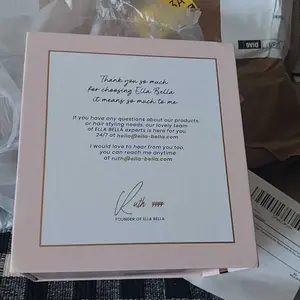 Thank you so much
for choosing Ella Bella
it means so much to me
If you have any questions about our products
or hair styling needs, our lovely team
of ELLA BELLA experts is here for you
24/7 at hello@ella-bella.com
I would love to hear from you too,
you can reach me anytime
at ruth@ella-bella.com
Ruth
FOUNDER OF ELLA BELLA